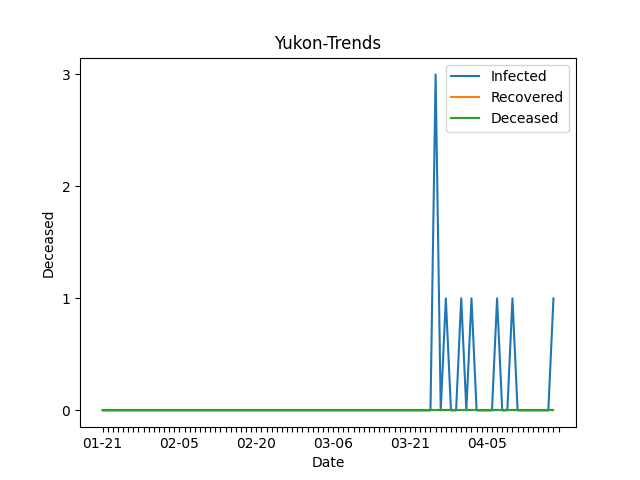 Yukon-Trends
Infected
Recovered
Deceased
3
2
1
0
Deceased
01-21 02-05 02-20 03-06 03-21 04-05
Date